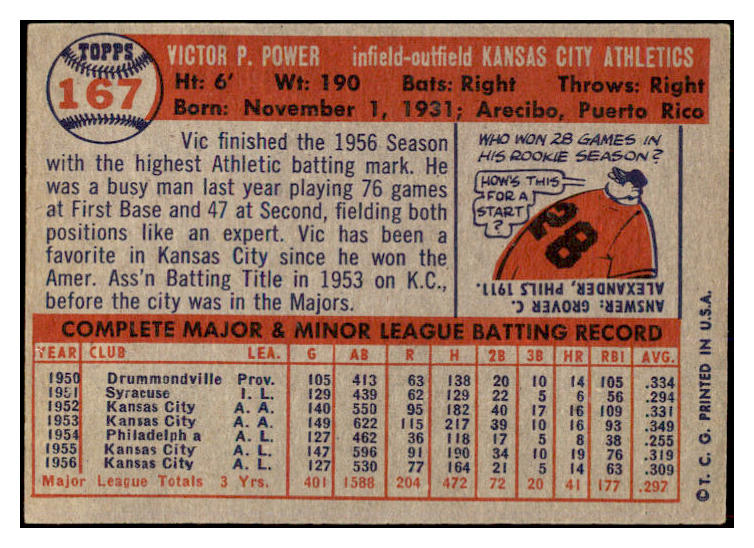 TOPPS
167
VICTOR P. POWER infield-outfield KANSAS CITY ATHLETICS
Ht: 6' Wt: 190 Bats: Right Throws: Right
Born: November 1, 1931; Arecibo, Puerto Rico
Vic finished the 1956 Season
with the highest Athletic batting mark. He
was a busy man last year playing 76 games
at First Base and 47 at Second, fielding both
positions like an expert. Vic has been a
favorite in Kansas City since he won the
Amer. Ass'n Batting Title in 1953 on K.C.,
before the city was in the Majors.
WHO WON 28 GAMES IN
HIS ROOKIE SEASON?
HOW'S THIS
FOR A
START
?
28
ANSWER: GROVER C.
ALEXANDER, PHILS 1911.
COMPLETE MAJOR & MINOR LEAGUE BATTING RECORD
YEAR CLUB LEA. G AB R H 2B 3B HR RBI AVG.
1950 Drummondville Prov. 105 413 63 138 20 10 14 105 .334
1951 Syracuse I. L. 129 439 62 129 22 5 6 56 .294
1952 Kansas City A. A. 140 550 95 182 40 17 16 109 .331
1953 Kansas City A. A. 149 622 115 217 39 10 16 93 .349
1954 Philadelph a A. L. 127 462 36 118 17 5 8 38 .255
1955 Kansas City A. L. 147 596 91 190 34 10 19 76 .319
1956 Kansas City A. L. 127 530 77 164 21 5 14 63 .309
Major League Totals 3 Yrs. 401 1588 204 472 72 20 41 177 .297
©T. C. G. PRINTED IN U.S.A.